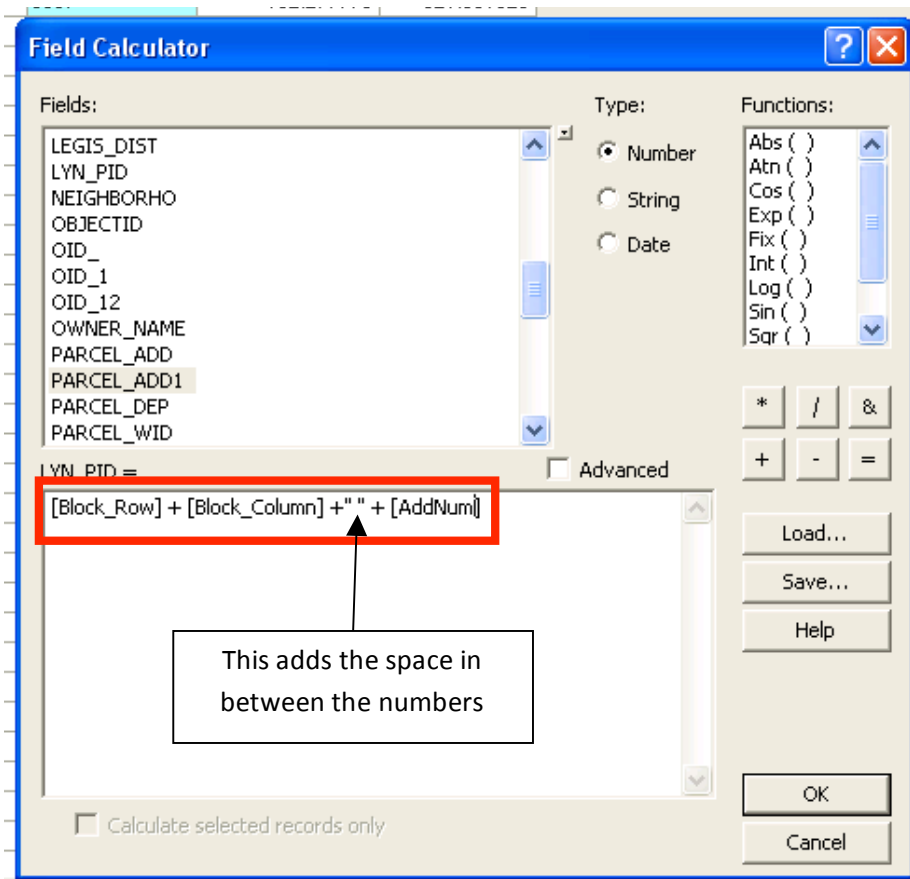 Field Calculator
Fields:
Type:
Functions:
LEGIS_DIST
LYN_PID
NEIGHBORHO
OBJECTID
OID_
OID_1
OID_12
OWNER_NAME
PARCEL_ADD
PARCEL_ADD1
PARCEL_DEP
PARCEL_WID
Number
String
Date
Abs ( )
Atn ( )
Cos ( )
Exp ( )
Fix ( )
Int ( )
Log ( )
Sin ( )
Sqr ( )
* / &
+ - =
LYN_PID =
Advanced
[Block_Row] + [Block_Column] +" " + [AddNumi]
Load...
Save...
Help
This adds the space in
between the numbers
Calculate selected records only
OK
Cancel